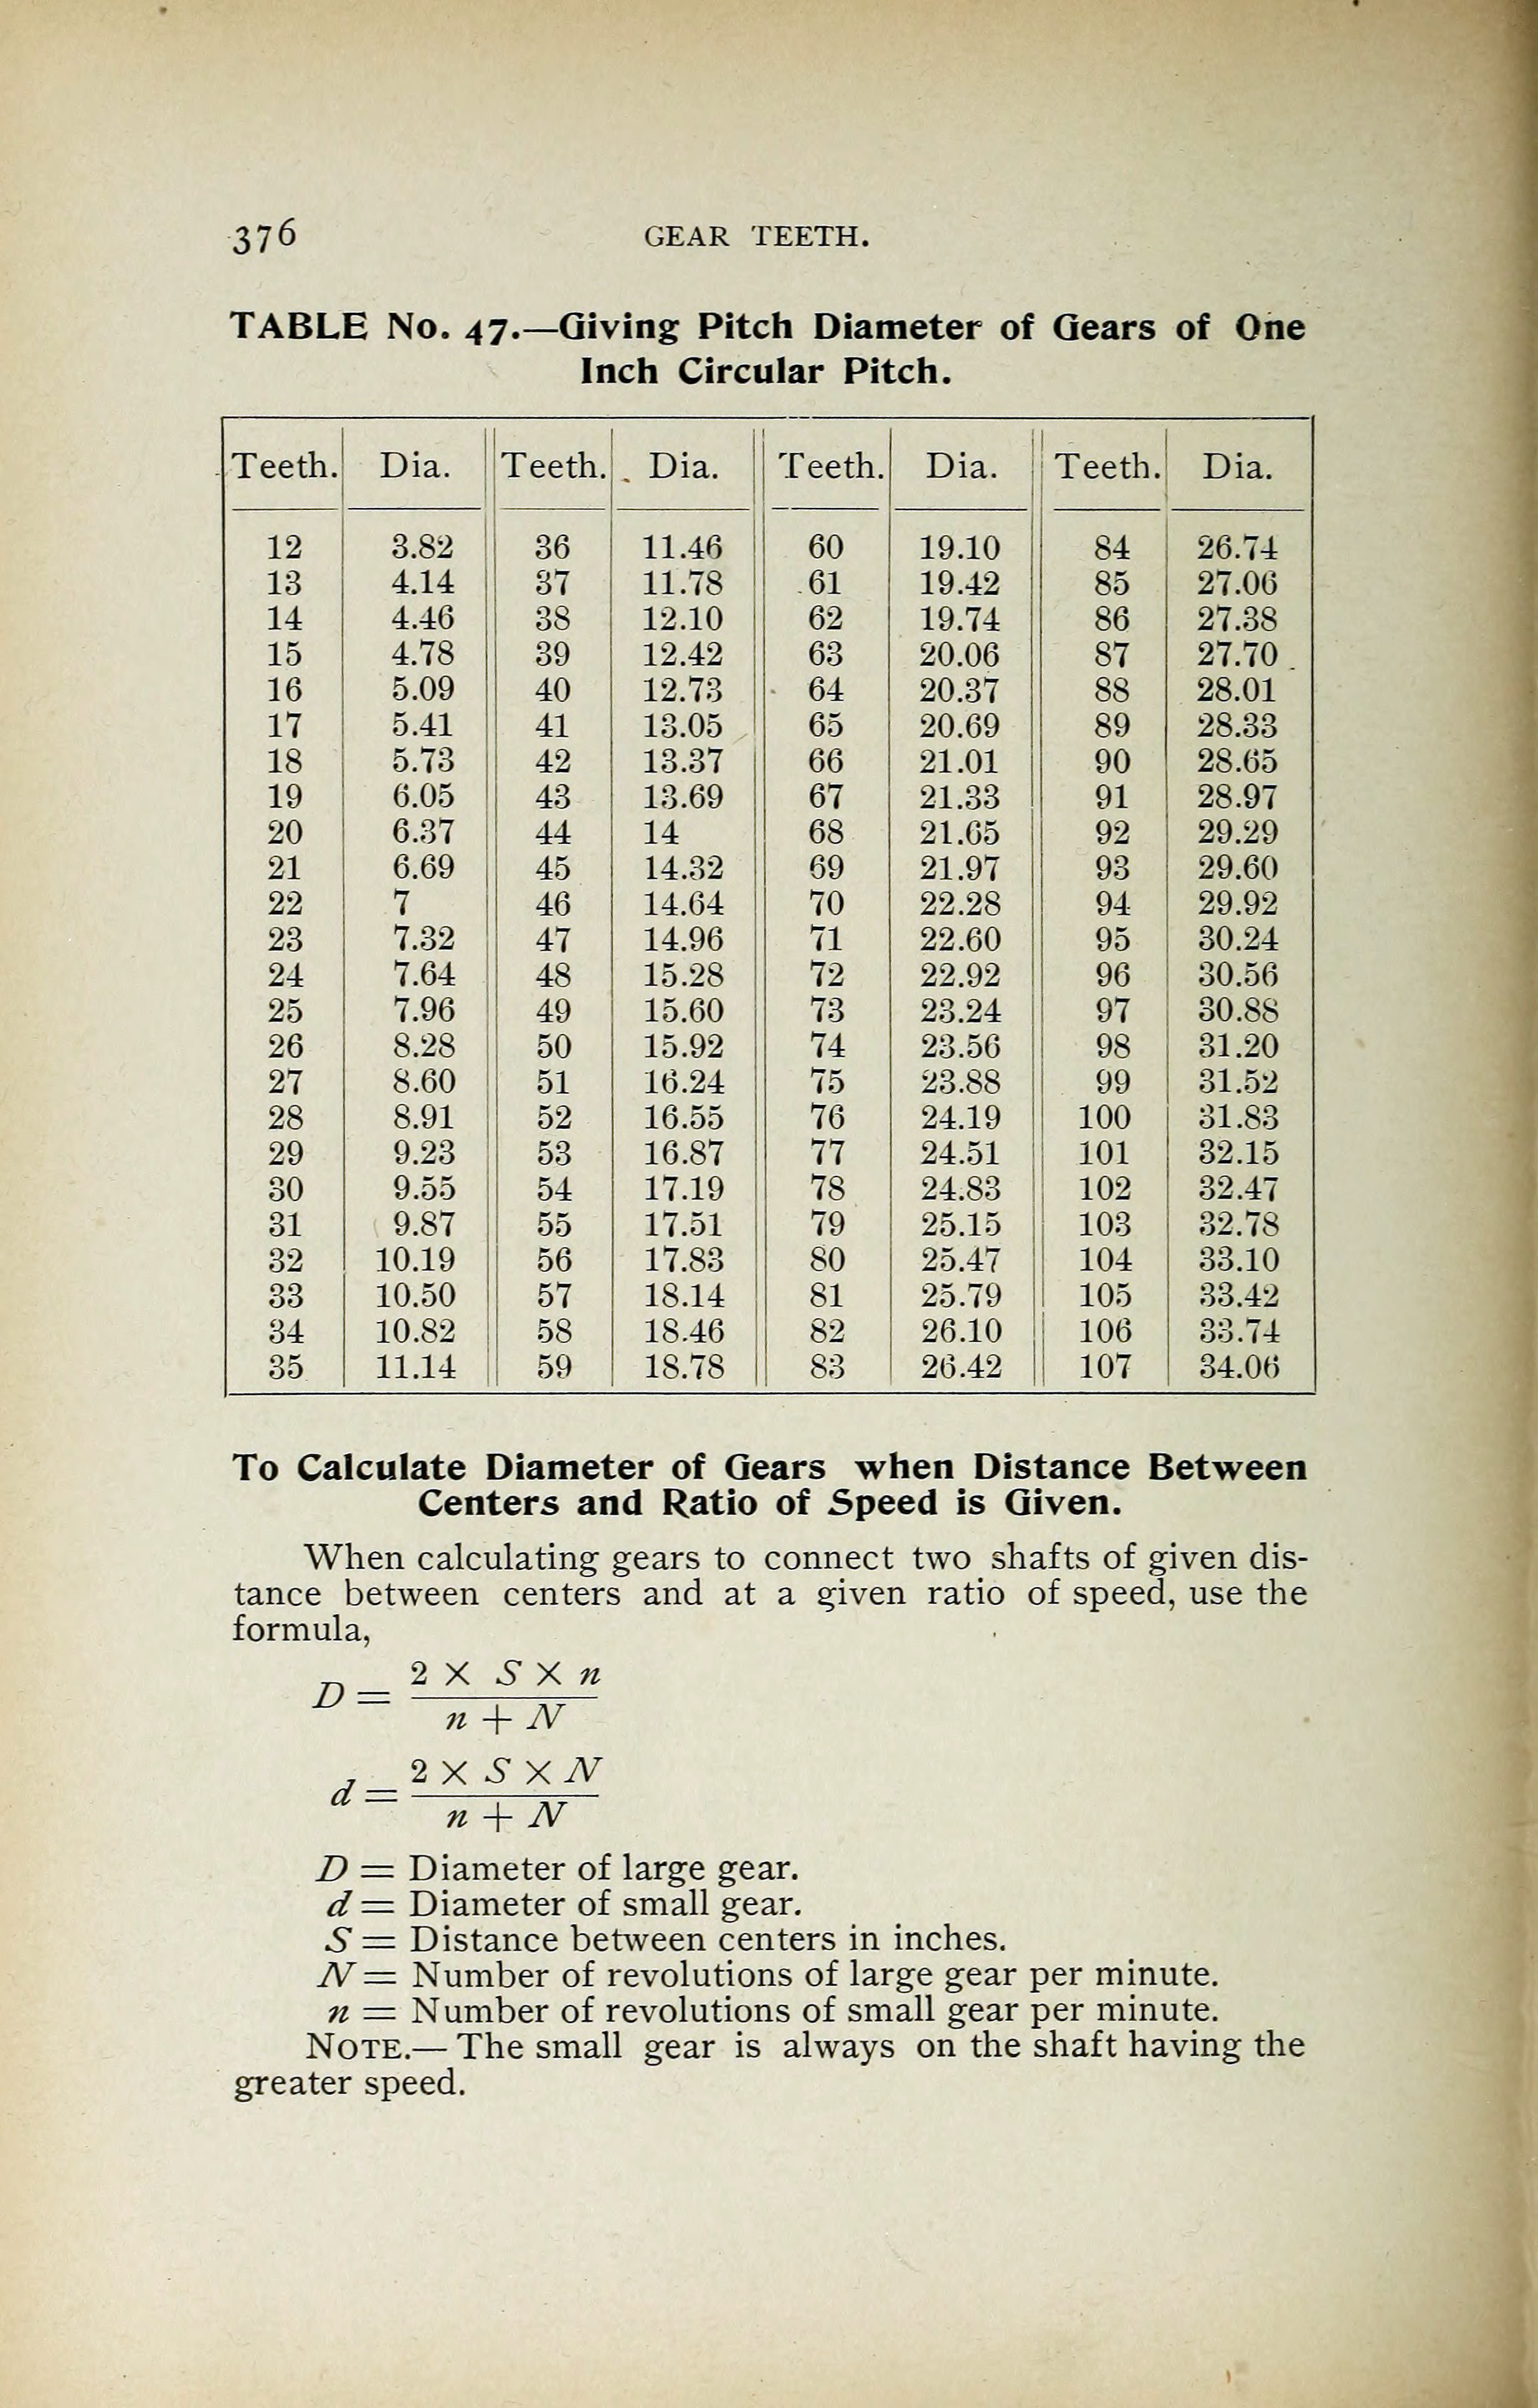 376 GEAR TEETH.
TABLE No. 47.—Giving Pitch Diameter of Gears of One
Inch Circular Pitch.
Teeth. Dia. Teeth. Dia. Teeth. Dia. Teeth. Dia.
12 3.82 36 11.46 60 19.10 84 26.74
13 4.14 37 11.78 61 19.42 85 27.06
14 4.46 38 12.10 62 19.74 86 27.38
15 4.78 39 12.42 63 20.06 87 27.70
16 5.09 40 12.73 64 20.37 88 28.01
17 5.41 41 13.05 65 20.69 89 28.33
18 5.73 42 13.37 66 21.01 90 28.65
19 6.05 43 13.69 67 21.33 91 28.97
20 6.37 44 14 68 21.65 92 29.29
21 6.69 45 14.32 69 21.97 93 29.60
22 7 46 14.64 70 22.28 94 29.92
23 7.32 47 14.96 71 22.60 95 30.24
24 7.64 48 15.28 72 22.92 96 30.56
25 7.96 49 15.60 73 23.24 97 30.88
26 8.28 50 15.92 74 23.56 98 31.20
27 8.60 51 16.24 75 23.88 99 31.52
28 8.91 52 16.55 76 24.19 100 31.83
29 9.23 53 16.87 77 24.51 101 32.15
30 9.55 54 17.19 78 24.83 102 32.47
31 9.87 55 17.51 79 25.15 103 32.78
32 10.19 56 17.83 80 25.47 104 33.10
33 10.50 57 18.14 81 25.79 105 33.42
34 10.82 58 18.46 82 26.10 106 33.74
35 11.14 59 18.78 83 26.42 107 34.06
To Calculate Diameter of Gears when Distance Between
Centers and Ratio of Speed is Given.
When calculating gears to connect two shafts of given dis-
tance between centers and at a given ratio of speed, use the
formula,
D = 2 × S × n
n + N
d = 2 × S × N
n + N
D = Diameter of large gear.
d = Diameter of small gear.
S = Distance between centers in inches.
N = Number of revolutions of large gear per minute.
n = Number of revolutions of small gear per minute.
NOTE.— The small gear is always on the shaft having the
greater speed.